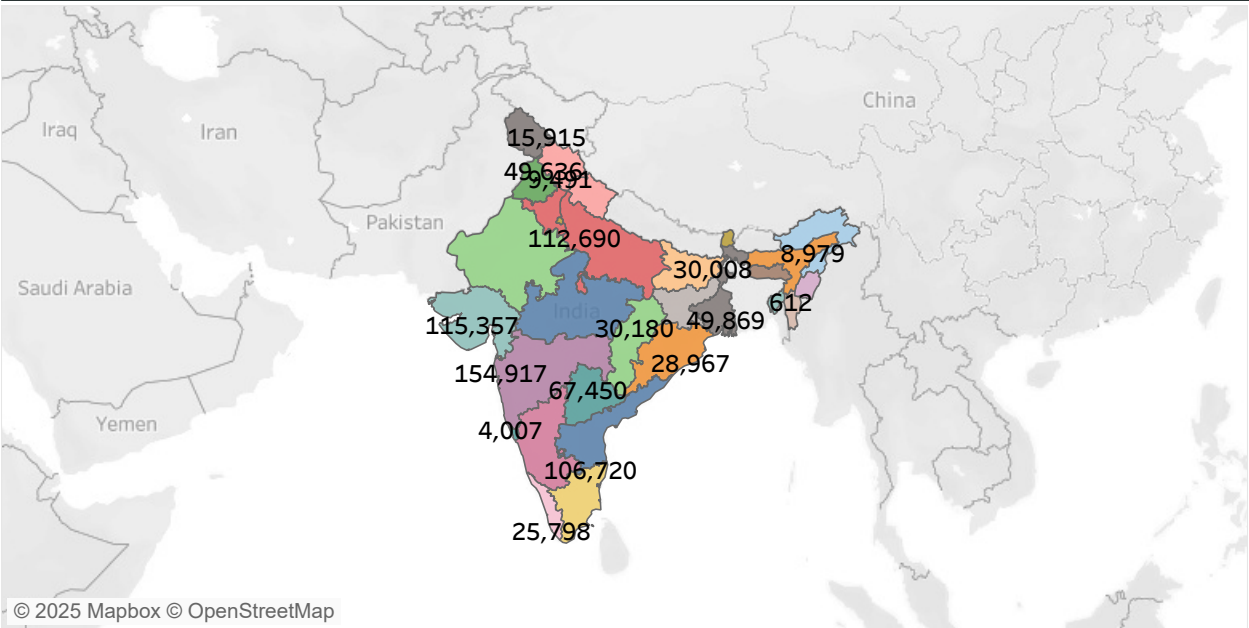 China
Iraq
Iran
15,915
49,636
9,491
Pakistan
112,690
8,979
30,008
Saudi Arabia
612
India
115,357
30,180
49,869
28,967
154,917
67,450
Yemen
4,007
106,720
25,798
© 2025 Mapbox © OpenStreetMap